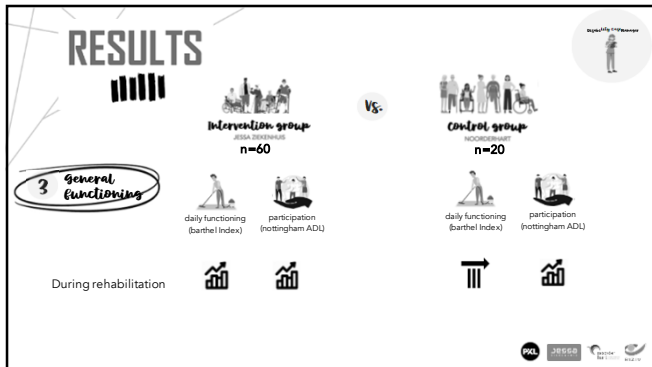 RESULTS
Vs.
Intervention group
JESSA ZIEKENHUIS
n=60
Control group
NOORDERHART
n=20
3 general
functioning
daily functioning
(barthel Index)
participation
(nottingham ADL)
daily functioning
(barthel Index)
participation
(nottingham ADL)
During rehabilitation
PXL
Jessa